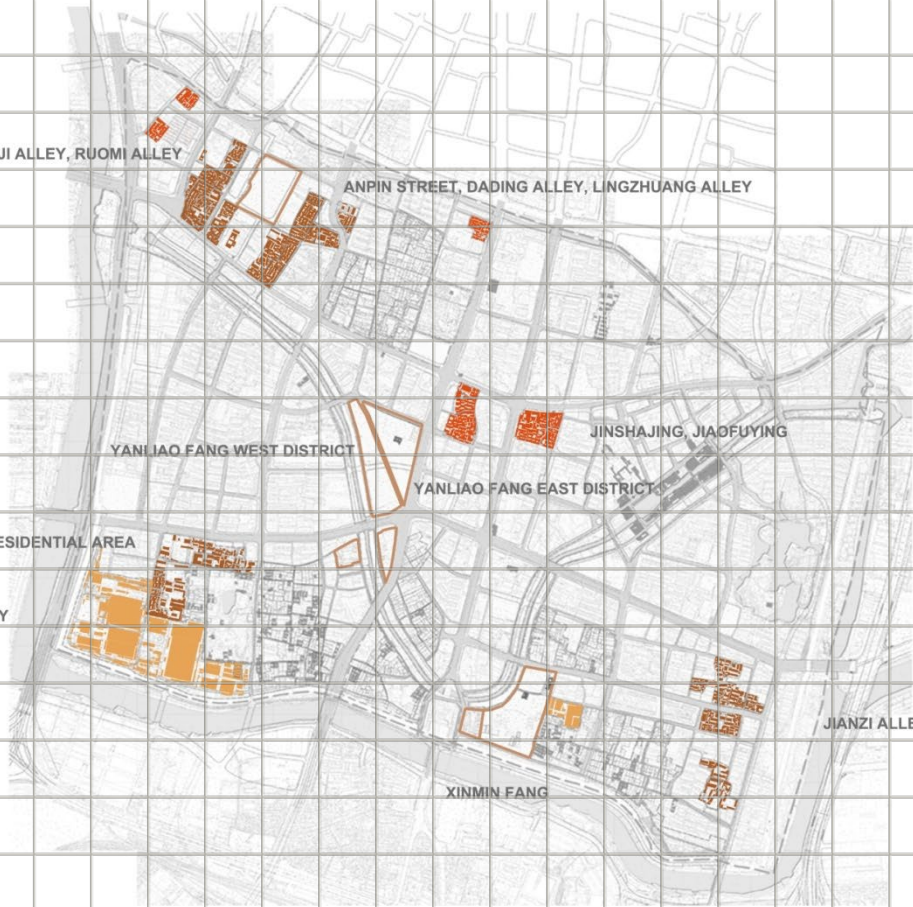 JI ALLEY, RUOMI ALLEY
ANPIN STREET, DADING ALLEY, LINGZHUANG ALLEY
JINSHAJING, JIAOFUYING
YANLIAO FANG WEST DISTRICT
YANLIAO FANG EAST DISTRICT
ESIDENTIAL AREA
Y
JIANZI ALLE
XINMIN FANG